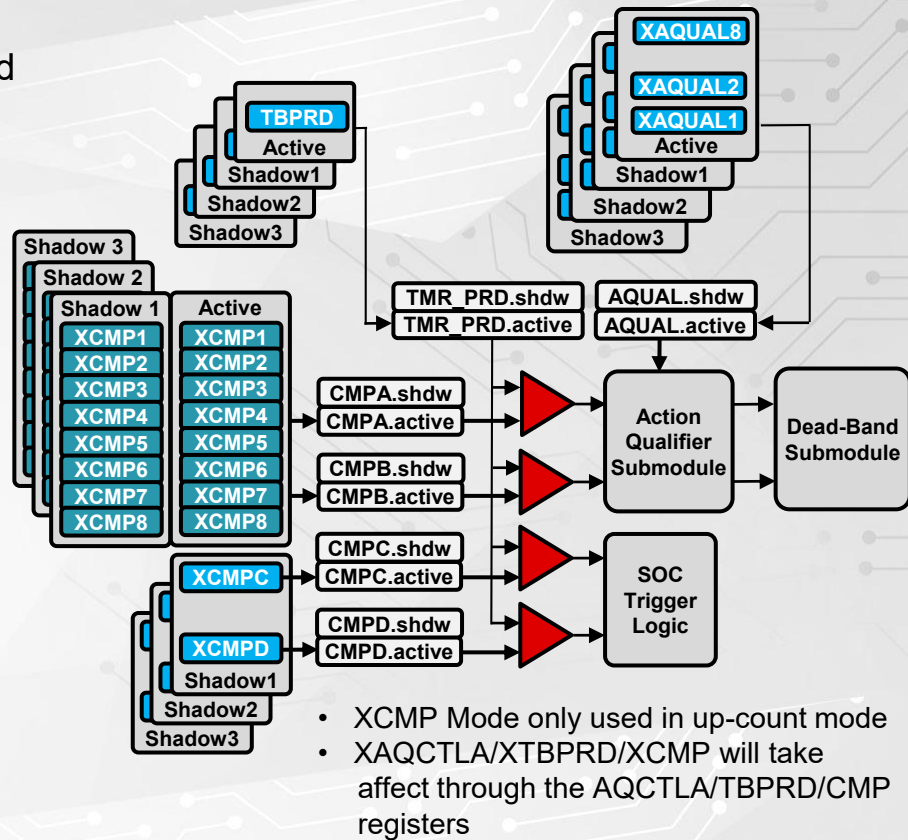 d
XAQUAL8
XAQUAL2
XAQUAL1
Active
Shadow1
Shadow2
Shadow3
TBPRD
Active
Shadow1
Shadow2
Shadow3
Shadow 3
Shadow 2
Shadow 1
XCMP1
XCMP2
XCMP3
XCMP4
XCMP5
XCMP6
XCMP7
XCMP8
Active
XCMP1
XCMP2
XCMP3
XCMP4
XCMP5
XCMP6
XCMP7
XCMP8
TMR_PRD.shdw
TMR_PRD.active
AQUAL.shdw
AQUAL.active
CMPA.shdw
CMPA.active
CMPB.shdw
CMPB.active
CMPC.shdw
CMPC.active
CMPD.shdw
CMPD.active
Action
Qualifier
Submodule
Dead-Band
Submodule
SOC
Trigger
Logic
XCMPC
XCMPD
Shadow1
Shadow2
Shadow3
• XCMP Mode only used in up-count mode
• XAQCTLA/XTBPRD/XCMP will take
affect through the AQCTLA/TBPRD/CMP
registers